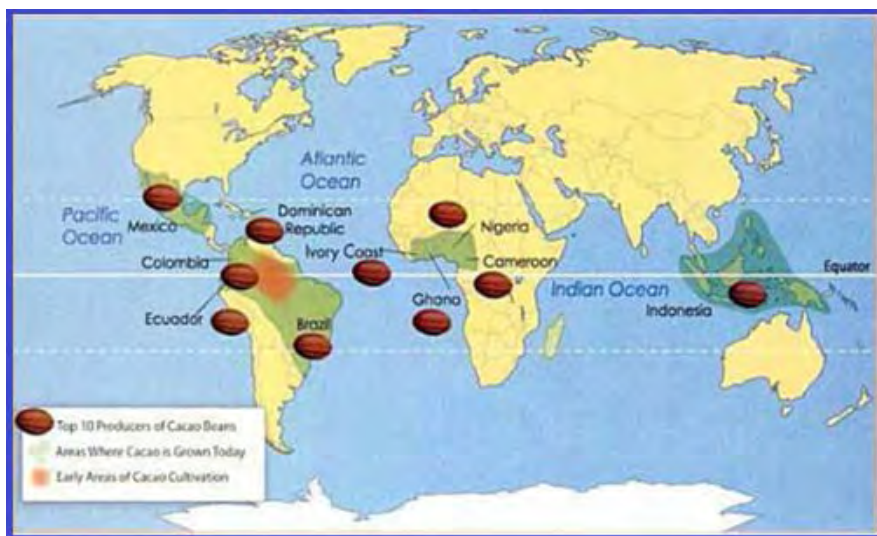 Atlantic
Ocean
Pacific
Ocean
Mexico
Dominican
Republic
Nigeria
Ivory Coast
Colombia
Cameroon
Equator
Ghana
Indian Ocean
Indonesia
Ecuador
Brazil
Top 10 Producers of Cacao Beans
Areas Where Cacao is Grown Today
Early Areas of Cacao Cultivation